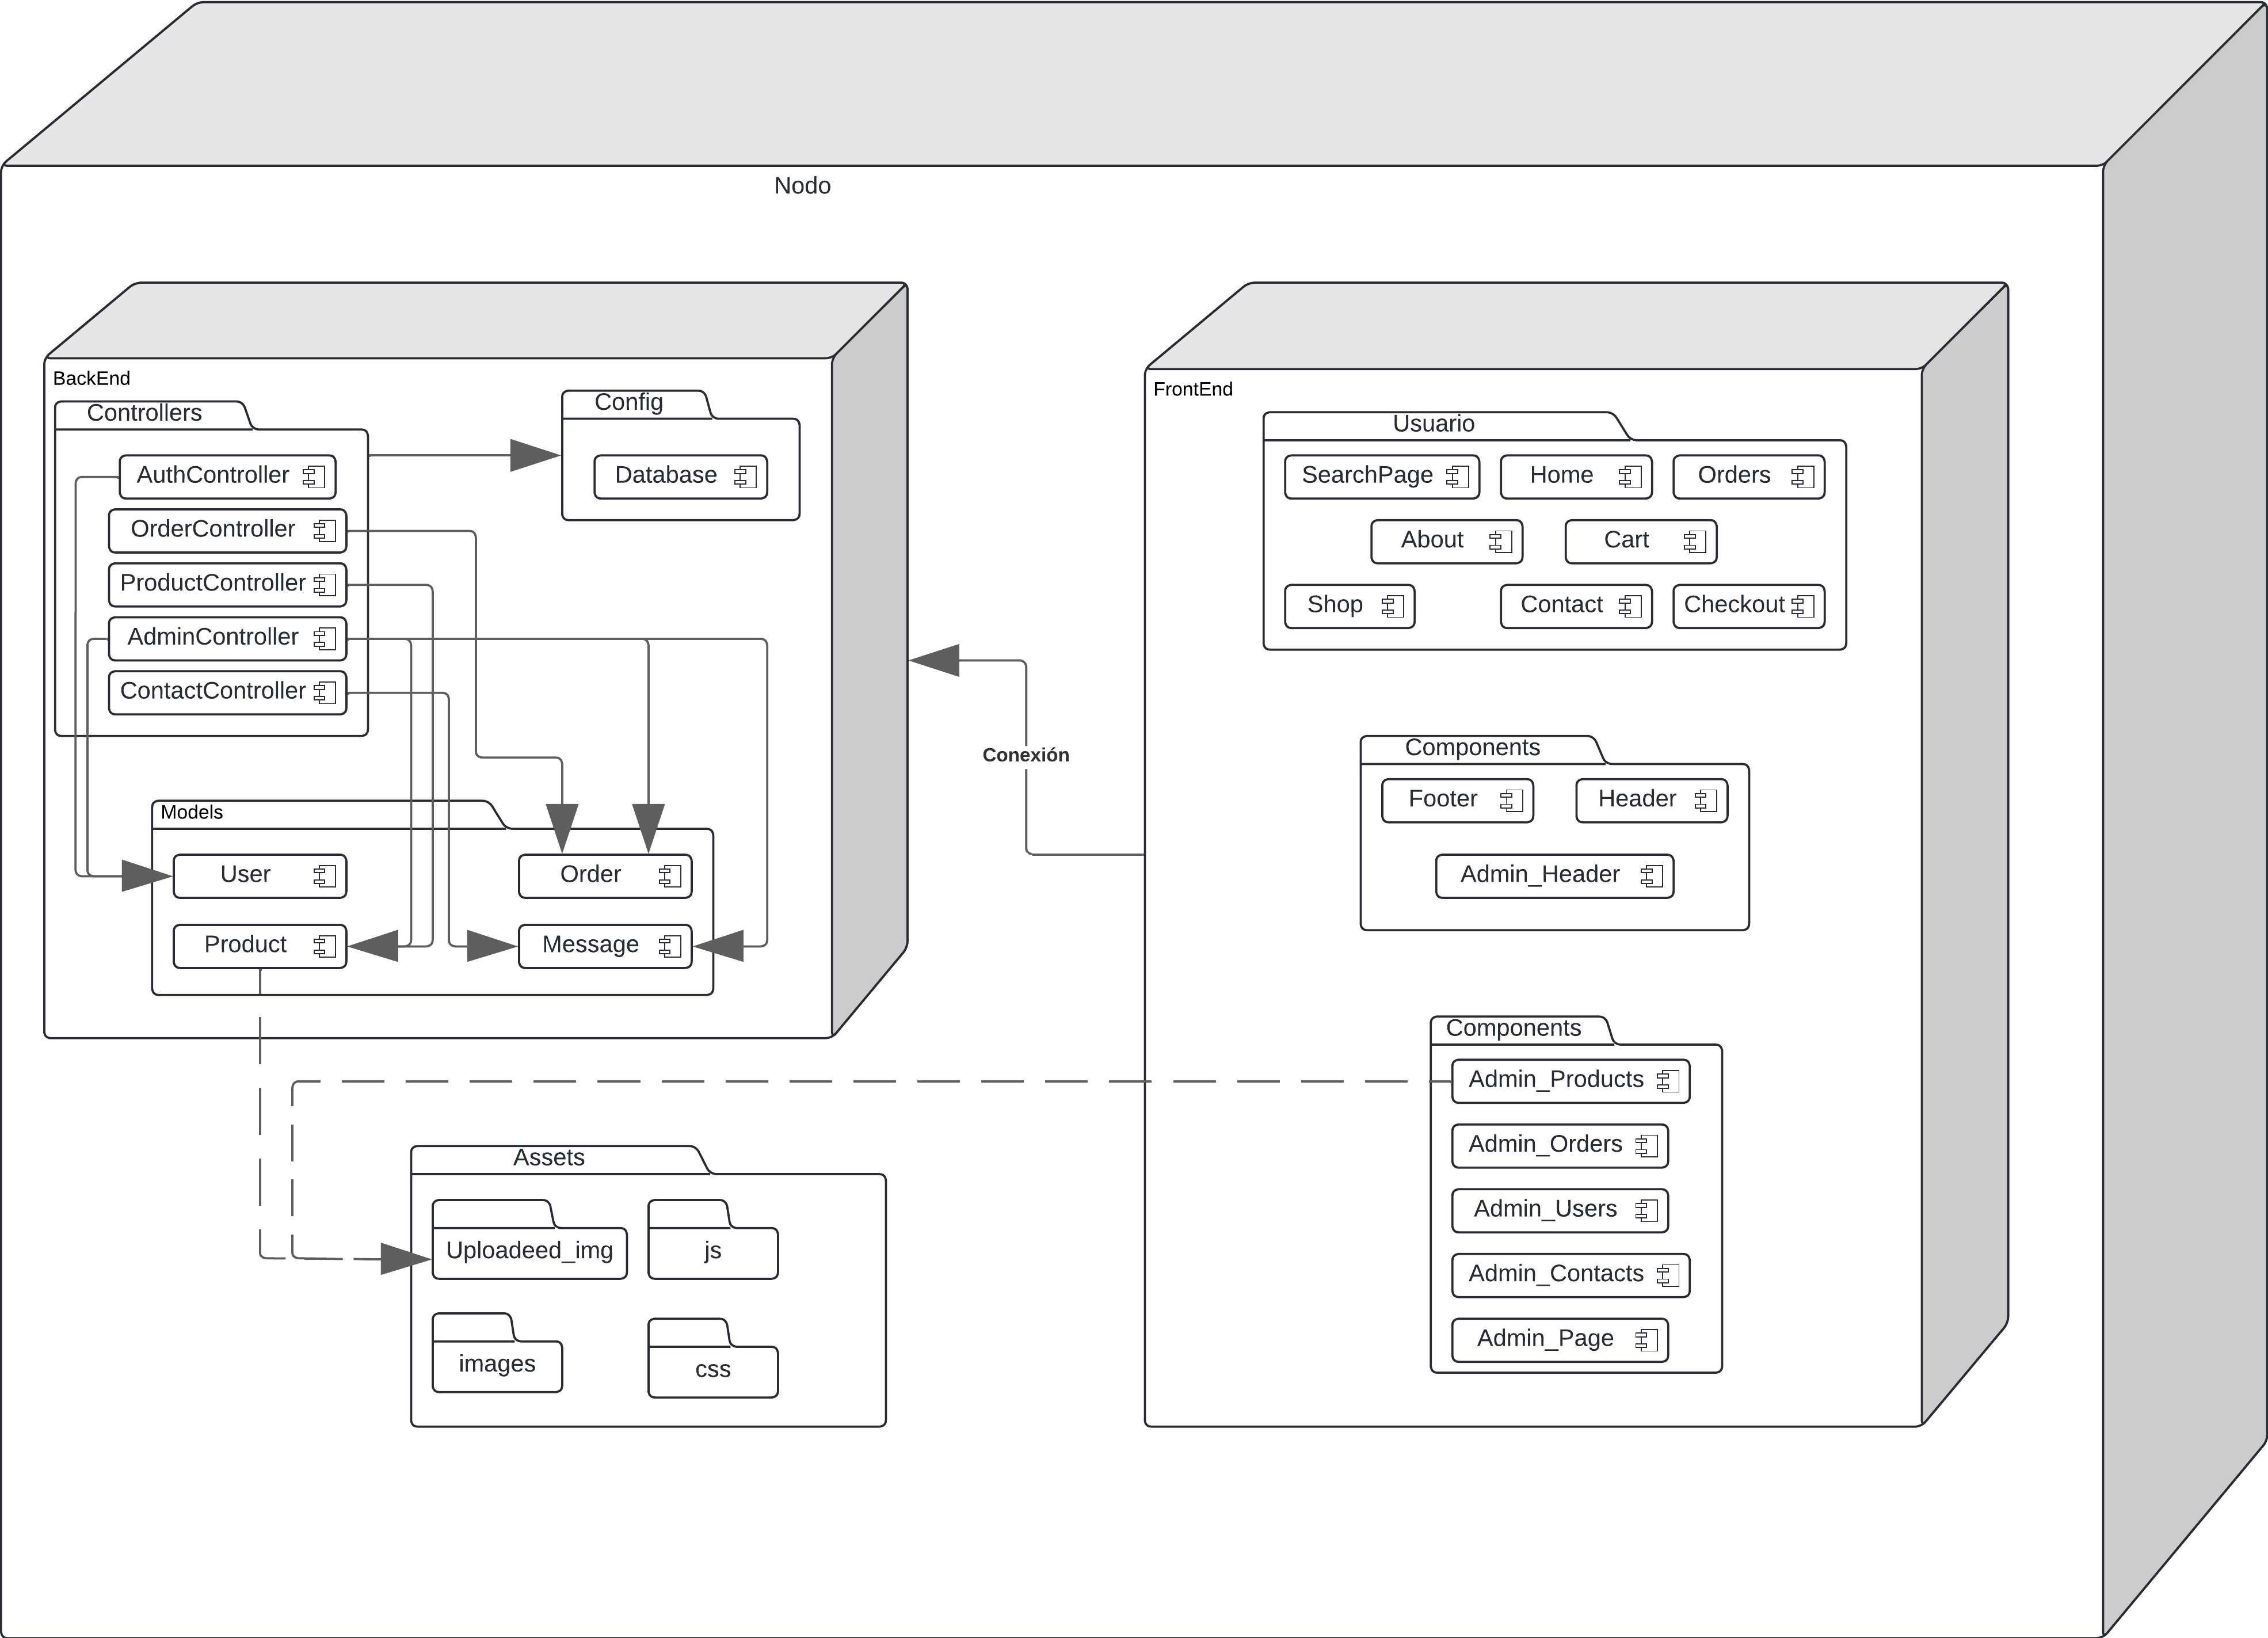 Nodo
BackEnd
Controllers
AuthController
OrderController
ProductController
AdminController
ContactController
Config
Database
Models
User
Order
Product
Message
Conexión
FrontEnd
Usuario
SearchPage
Home
Orders
About
Cart
Shop
Contact
Checkout
Components
Footer
Header
Admin_Header
Components
Admin_Products
Admin_Orders
Admin_Users
Admin_Contacts
Admin_Page
Assets
Uploadeed_img
js
images
css